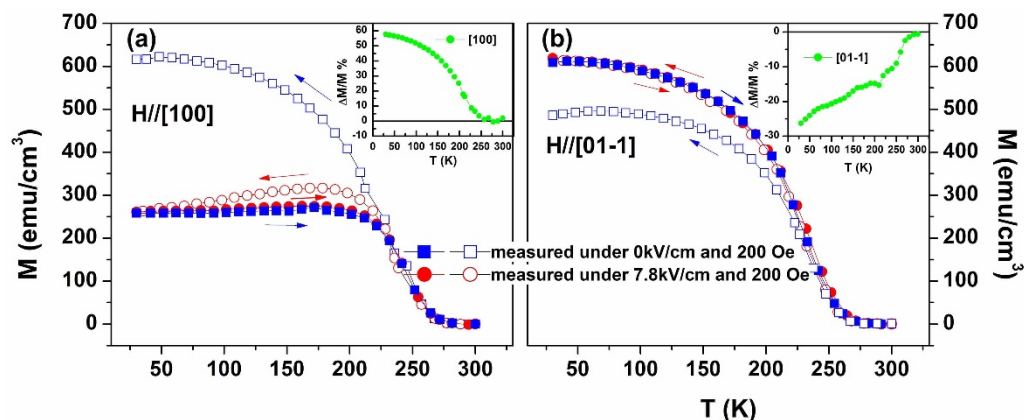 (a)
H//[100]
M (emu/cm³)
700
600
500
400
300
200
100
0
50 100 150 200 250 300
ΔM/M %
60
50
40
30
20
10
0
-10
[100]
0 50 100 150 200 250 300
T (K)
(b)
H//[01-1]
ΔM/M %
0
-10
-20
-30
[01-1]
0 50 100 150 200 250 300
T (K)
measured under 0kV/cm and 200 Oe
measured under 7.8kV/cm and 200 Oe
50 100 150 200 250 300
T (K)
700
600
500
400
300
200
100
0
M (emu/cm³)